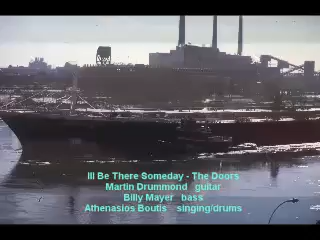 Ill Be There Someday - The Doors
Martin Drummond guitar
Billy Mayer bass
Athenasios Boutis singing/drums